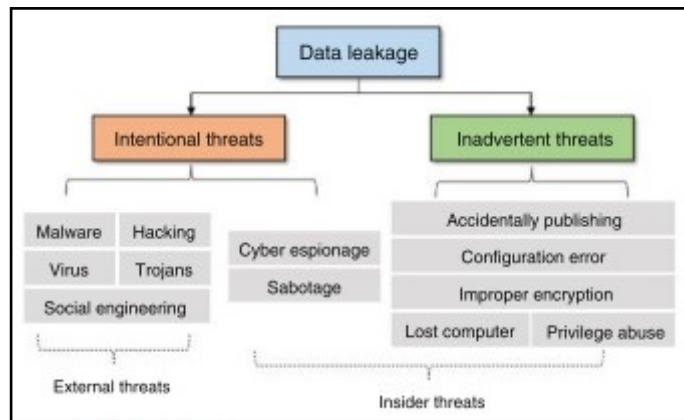 Data leakage
Intentional threats
Inadvertent threats
Malware
Hacking
Virus
Trojans
Social engineering
Cyber espionage
Sabotage
Accidentally publishing
Configuration error
Improper encryption
Lost computer
Privilege abuse
External threats
Insider threats